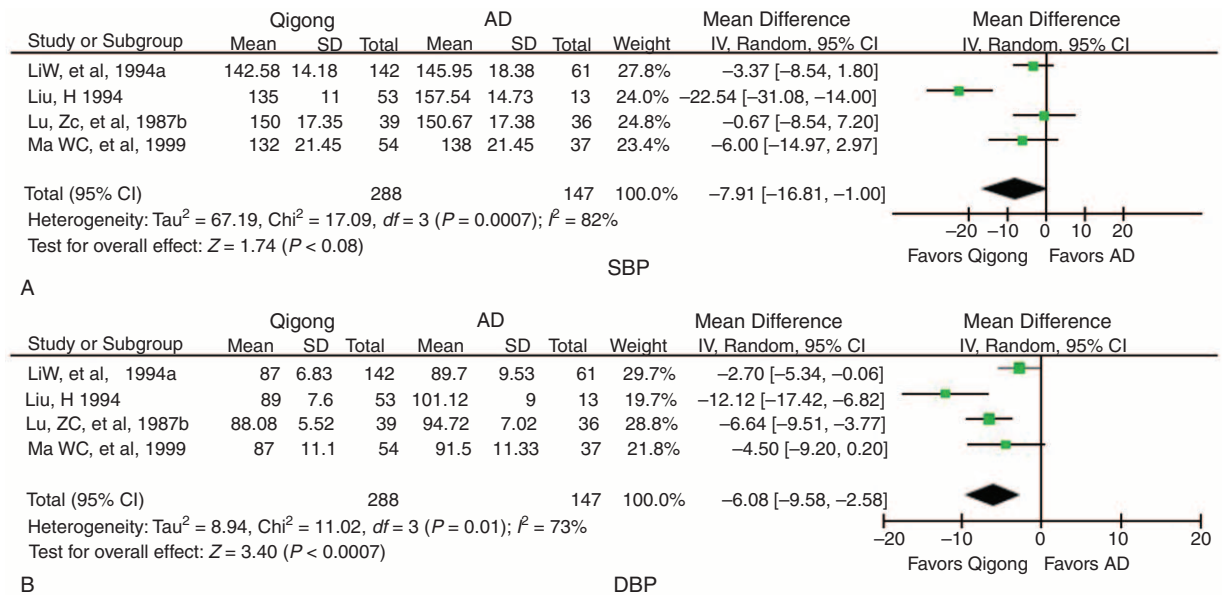 Qigong AD Mean Difference Mean Difference
Study or Subgroup Mean SD Total Mean SD Total Weight IV, Random, 95% CI IV, Random, 95% CI
LiW, et al, 1994a 142.58 14.18 142 145.95 18.38 61 27.8% −3.37 [−8.54, 1.80]
Liu, H 1994 135 11 53 157.54 14.73 13 24.0% −22.54 [−31.08, −14.00]
Lu, Zc, et al, 1987b 150 17.35 39 150.67 17.38 36 24.8% −0.67 [−8.54, 7.20]
Ma WC, et al, 1999 132 21.45 54 138 21.45 37 23.4% −6.00 [−14.97, 2.97]
Total (95% CI) 288 147 100.0% −7.91 [−16.81, −1.00]
Heterogeneity: Tau² = 67.19, Chi² = 17.09, df = 3 (P = 0.0007); I² = 82%
Test for overall effect: Z = 1.74 (P < 0.08)
−20 −10 0 10 20
Favors Qigong Favors AD
SBP
A
Qigong AD Mean Difference Mean Difference
Study or Subgroup Mean SD Total Mean SD Total Weight IV, Random, 95% CI IV, Random, 95% CI
LiW, et al, 1994a 87 6.83 142 89.7 9.53 61 29.7% −2.70 [−5.34, −0.06]
Liu, H 1994 89 7.6 53 101.12 9 13 19.7% −12.12 [−17.42, −6.82]
Lu, ZC, et al, 1987b 88.08 5.52 39 94.72 7.02 36 28.8% −6.64 [−9.51, −3.77]
Ma WC, et al, 1999 87 11.1 54 91.5 11.33 37 21.8% −4.50 [−9.20, 0.20]
Total (95% CI) 288 147 100.0% −6.08 [−9.58, −2.58]
Heterogeneity: Tau² = 8.94, Chi² = 11.02, df = 3 (P = 0.01); I² = 73%
Test for overall effect: Z = 3.40 (P < 0.0007)
−20 −10 0 10 20
Favors Qigong Favors AD
B
DBP